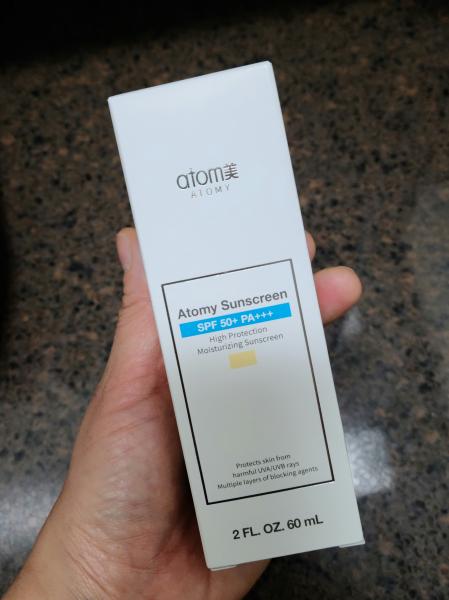 atom美
ATOMY
Atomy Sunscreen
SPF 50+ PA+++
High Protection
Moisturizing Sunscreen
Protects skin from
harmful UVA/UVB rays
Multiple layers of blocking agents
2 FL. OZ. 60 mL